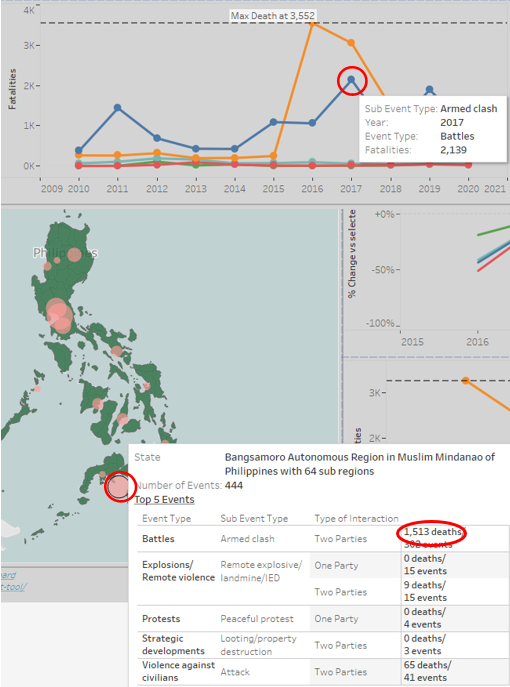 4K
Max Death at 3,552
3K
2K
1K
0K
Fatalities
2009 2010 2011 2012 2013 2014 2015 2016 2017 2018 2019 2020 2021
Sub Event Type: Armed clash
Year: 2017
Event Type: Battles
Fatalities: 2,139
Philippines
% Change vs selecte
+0%
-50%
-100%
2015 2016
3K
2K
ties
State Bangsamoro Autonomous Region in Muslim Mindanao of
Philippines with 64 sub regions
Number of Events: 444
Top 5 Events
Event Type Sub Event Type Type of Interaction
Battles Armed clash Two Parties 1,513 deaths/
302 events
Explosions/ Remote explosive/ One Party 0 deaths/
Remote violence landmine/IED 15 events
Two Parties 9 deaths/
15 events
Protests Peaceful protest One Party 0 deaths/
4 events
Strategic Looting/property Two Parties 0 deaths/
developments destruction 3 events
Violence against Attack Two Parties 65 deaths/
civilians 41 events
ard
t-tool/